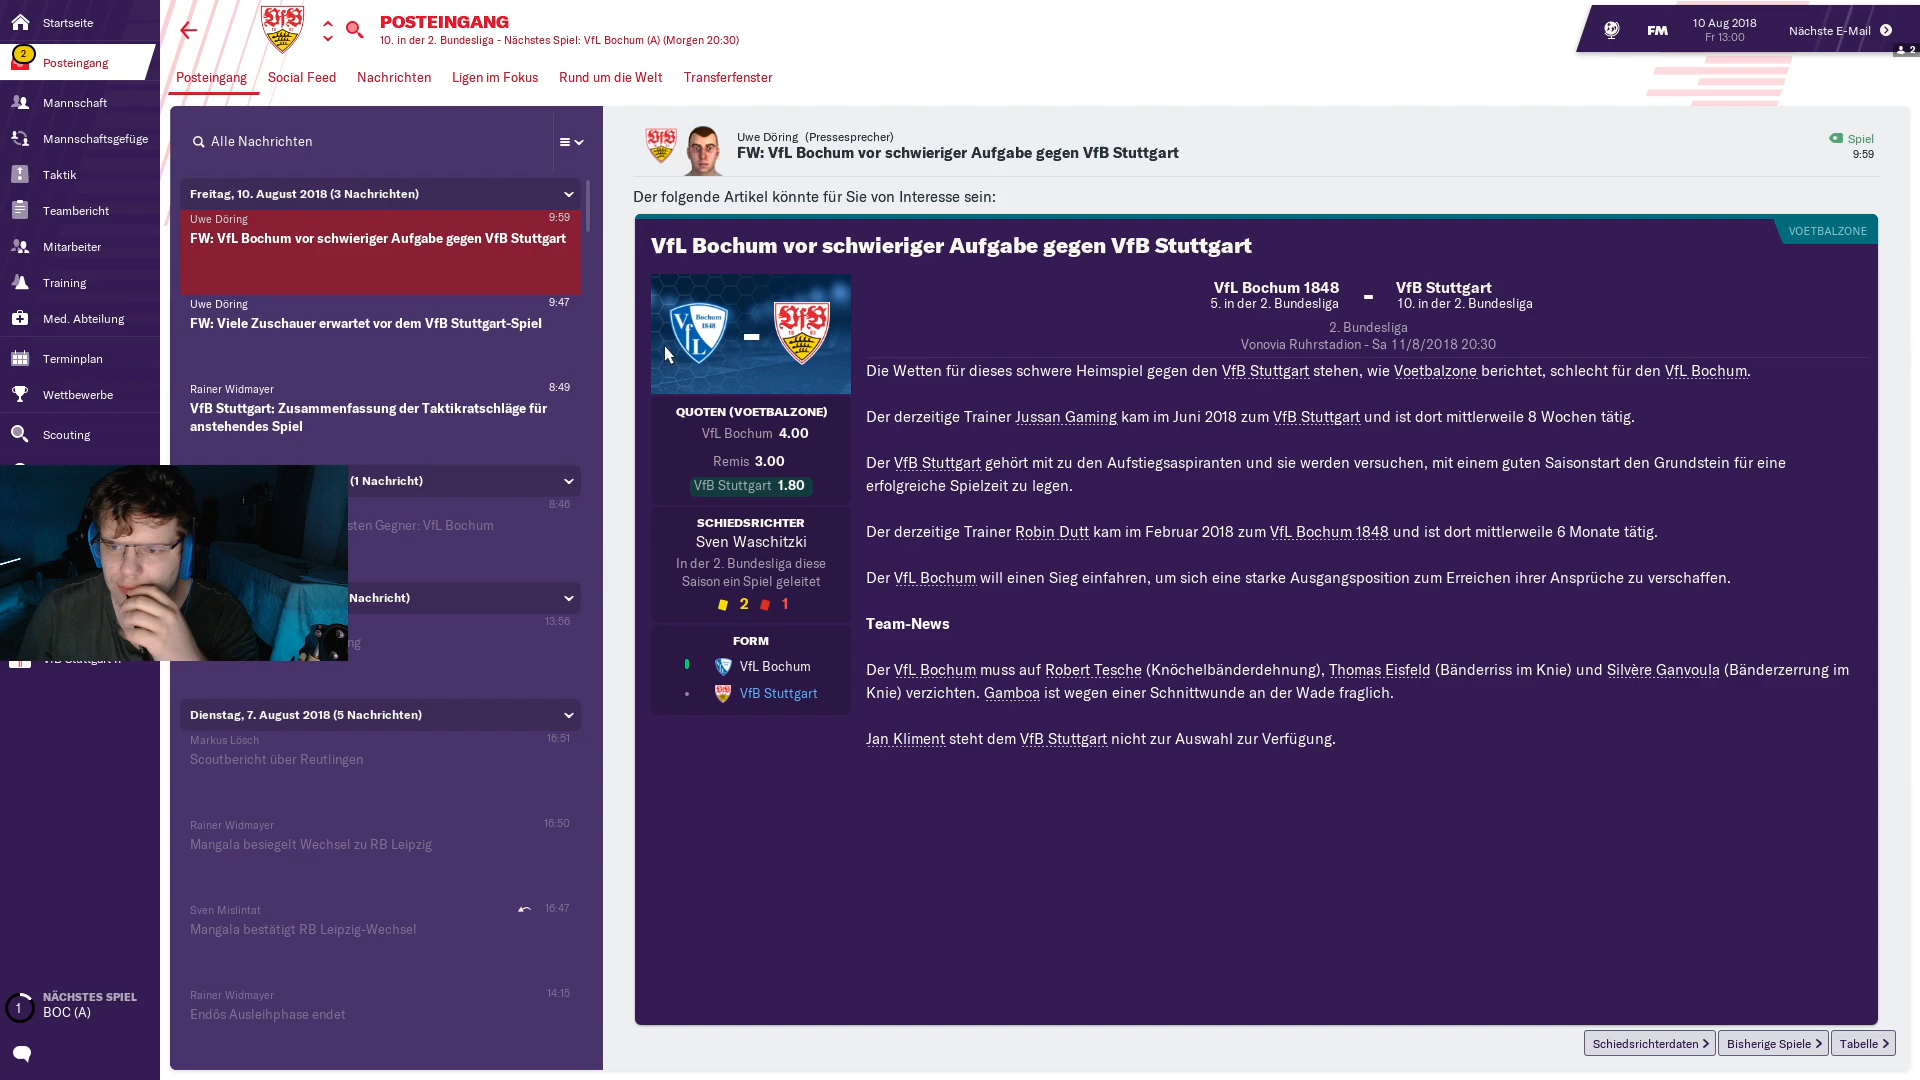 Startseite
2
Posteingang
Mannschaft
Mannschaftsgefüge
Taktik
Teambericht
Mitarbeiter
Training
Med. Abteilung
Terminplan
Wettbewerbe
Scouting
NÄCHSTES SPIEL
1
BOC (A)
POSTEINGANG
10. in der 2. Bundesliga - Nächstes Spiel: VfL Bochum (A) (Morgen 20:30)
FM
10 Aug 2018
Fr 13:00
Nächste E-Mail
2
Posteingang
Social Feed
Nachrichten
Ligen im Fokus
Rund um die Welt
Transferfenster
Alle Nachrichten
Freitag, 10. August 2018 (3 Nachrichten)
Uwe Döring 9:59
FW: VfL Bochum vor schwieriger Aufgabe gegen VfB Stuttgart
Uwe Döring 9:47
FW: Viele Zuschauer erwartet vor dem VfB Stuttgart-Spiel
Rainer Widmayer 8:49
VfB Stuttgart: Zusammenfassung der Taktikratschläge für
anstehendes Spiel
(1 Nachricht)
8:46
Gegner: VfL Bochum
Nachricht)
13:56
Dienstag, 7. August 2018 (5 Nachrichten)
Markus Lösch 16:51
Scoutbericht über Reutlingen
Rainer Widmayer 16:50
Mangala besiegelt Wechsel zu RB Leipzig
Sven Mislintat 16:47
Mangala bestätigt RB Leipzig-Wechsel
Rainer Widmayer 14:15
Endōs Ausleihphase endet
Uwe Döring (Pressesprecher)
FW: VfL Bochum vor schwieriger Aufgabe gegen VfB Stuttgart
Spiel
9:59
Der folgende Artikel könnte für Sie von Interesse sein:
VOETBALZONE
VfL Bochum vor schwieriger Aufgabe gegen VfB Stuttgart
VfL Bochum 1848 - VfB Stuttgart
5. in der 2. Bundesliga 10. in der 2. Bundesliga
2. Bundesliga
Vonovia Ruhrstadion - Sa 11/8/2018 20:30
QUOTEN (VOETBALZONE)
VfL Bochum 4.00
Remis 3.00
VfB Stuttgart 1.80
SCHIEDSRICHTER
Sven Waschitzki
In der 2. Bundesliga diese
Saison ein Spiel geleitet
2 1
FORM
VfL Bochum
VfB Stuttgart
Die Wetten für dieses schwere Heimspiel gegen den VfB Stuttgart stehen, wie Voetbalzone berichtet, schlecht für den VfL Bochum.
Der derzeitige Trainer Jussan Gaming kam im Juni 2018 zum VfB Stuttgart und ist dort mittlerweile 8 Wochen tätig.
Der VfB Stuttgart gehört mit zu den Aufstiegsaspiranten und sie werden versuchen, mit einem guten Saisonstart den Grundstein für eine
erfolgreiche Spielzeit zu legen.
Der derzeitige Trainer Robin Dutt kam im Februar 2018 zum VfL Bochum 1848 und ist dort mittlerweile 6 Monate tätig.
Der VfL Bochum will einen Sieg einfahren, um sich eine starke Ausgangsposition zum Erreichen ihrer Ansprüche zu verschaffen.
Team-News
Der VfL Bochum muss auf Robert Tesche (Knöchelbänderdehnung), Thomas Eisfeld (Bänderriss im Knie) und Silvère Ganvoula (Bänderzerrung im
Knie) verzichten. Gamboa ist wegen einer Schnittwunde an der Wade fraglich.
Jan Kliment steht dem VfB Stuttgart nicht zur Auswahl zur Verfügung.
Schiedsrichterdaten
Bisherige Spiele
Tabelle